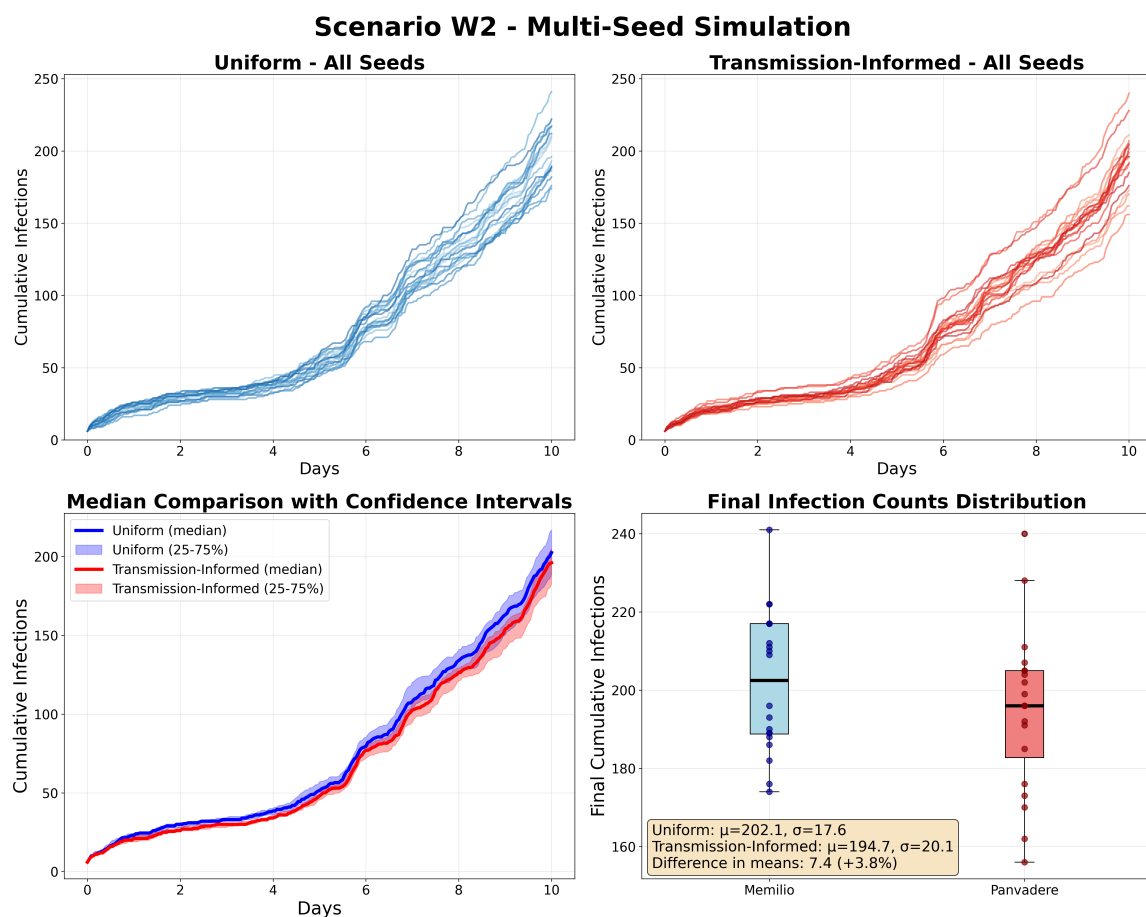 Scenario W2 - Multi-Seed Simulation
Uniform - All Seeds
250
200
150
100
50
0
Cumulative Infections
0 2 4 6 8 10
Days
Transmission-Informed - All Seeds
250
200
150
100
50
0
Cumulative Infections
0 2 4 6 8 10
Days
Median Comparison with Confidence Intervals
Uniform (median)
Uniform (25-75%)
Transmission-Informed (median)
Transmission-Informed (25-75%)
200
150
100
50
0
Cumulative Infections
0 2 4 6 8 10
Days
Final Infection Counts Distribution
240
220
200
180
160
Final Cumulative Infections
Uniform: μ=202.1, σ=17.6
Transmission-Informed: μ=194.7, σ=20.1
Difference in means: 7.4 (+3.8%)
Memilio Panvadere